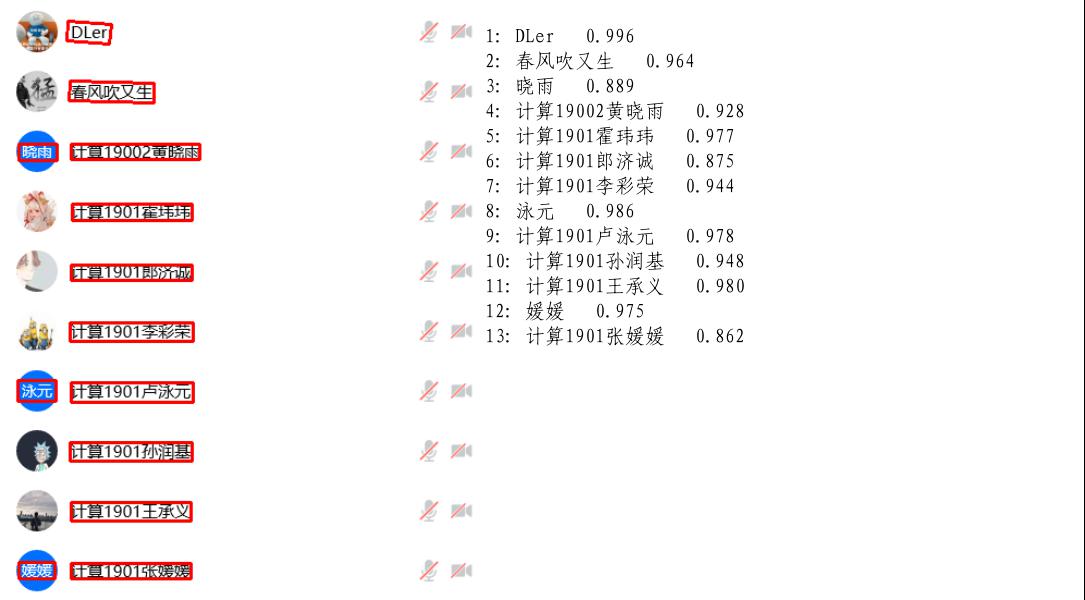 DLer
春风吹又生
猛
晓雨 计算19002黄晓雨
计算1901霍玮玮
计算1901郎济诚
计算1901李彩荣
泳元 计算1901卢泳元
计算1901孙润基
计算1901王承义
媛媛 计算1901张媛媛
1: DLer 0.996
2: 春风吹又生 0.964
3: 晓雨 0.889
4: 计算19002黄晓雨 0.928
5: 计算1901霍玮玮 0.977
6: 计算1901郎济诚 0.875
7: 计算1901李彩荣 0.944
8: 泳元 0.986
9: 计算1901卢泳元 0.978
10: 计算1901孙润基 0.948
11: 计算1901王承义 0.980
12: 媛媛 0.975
13: 计算1901张媛媛 0.862